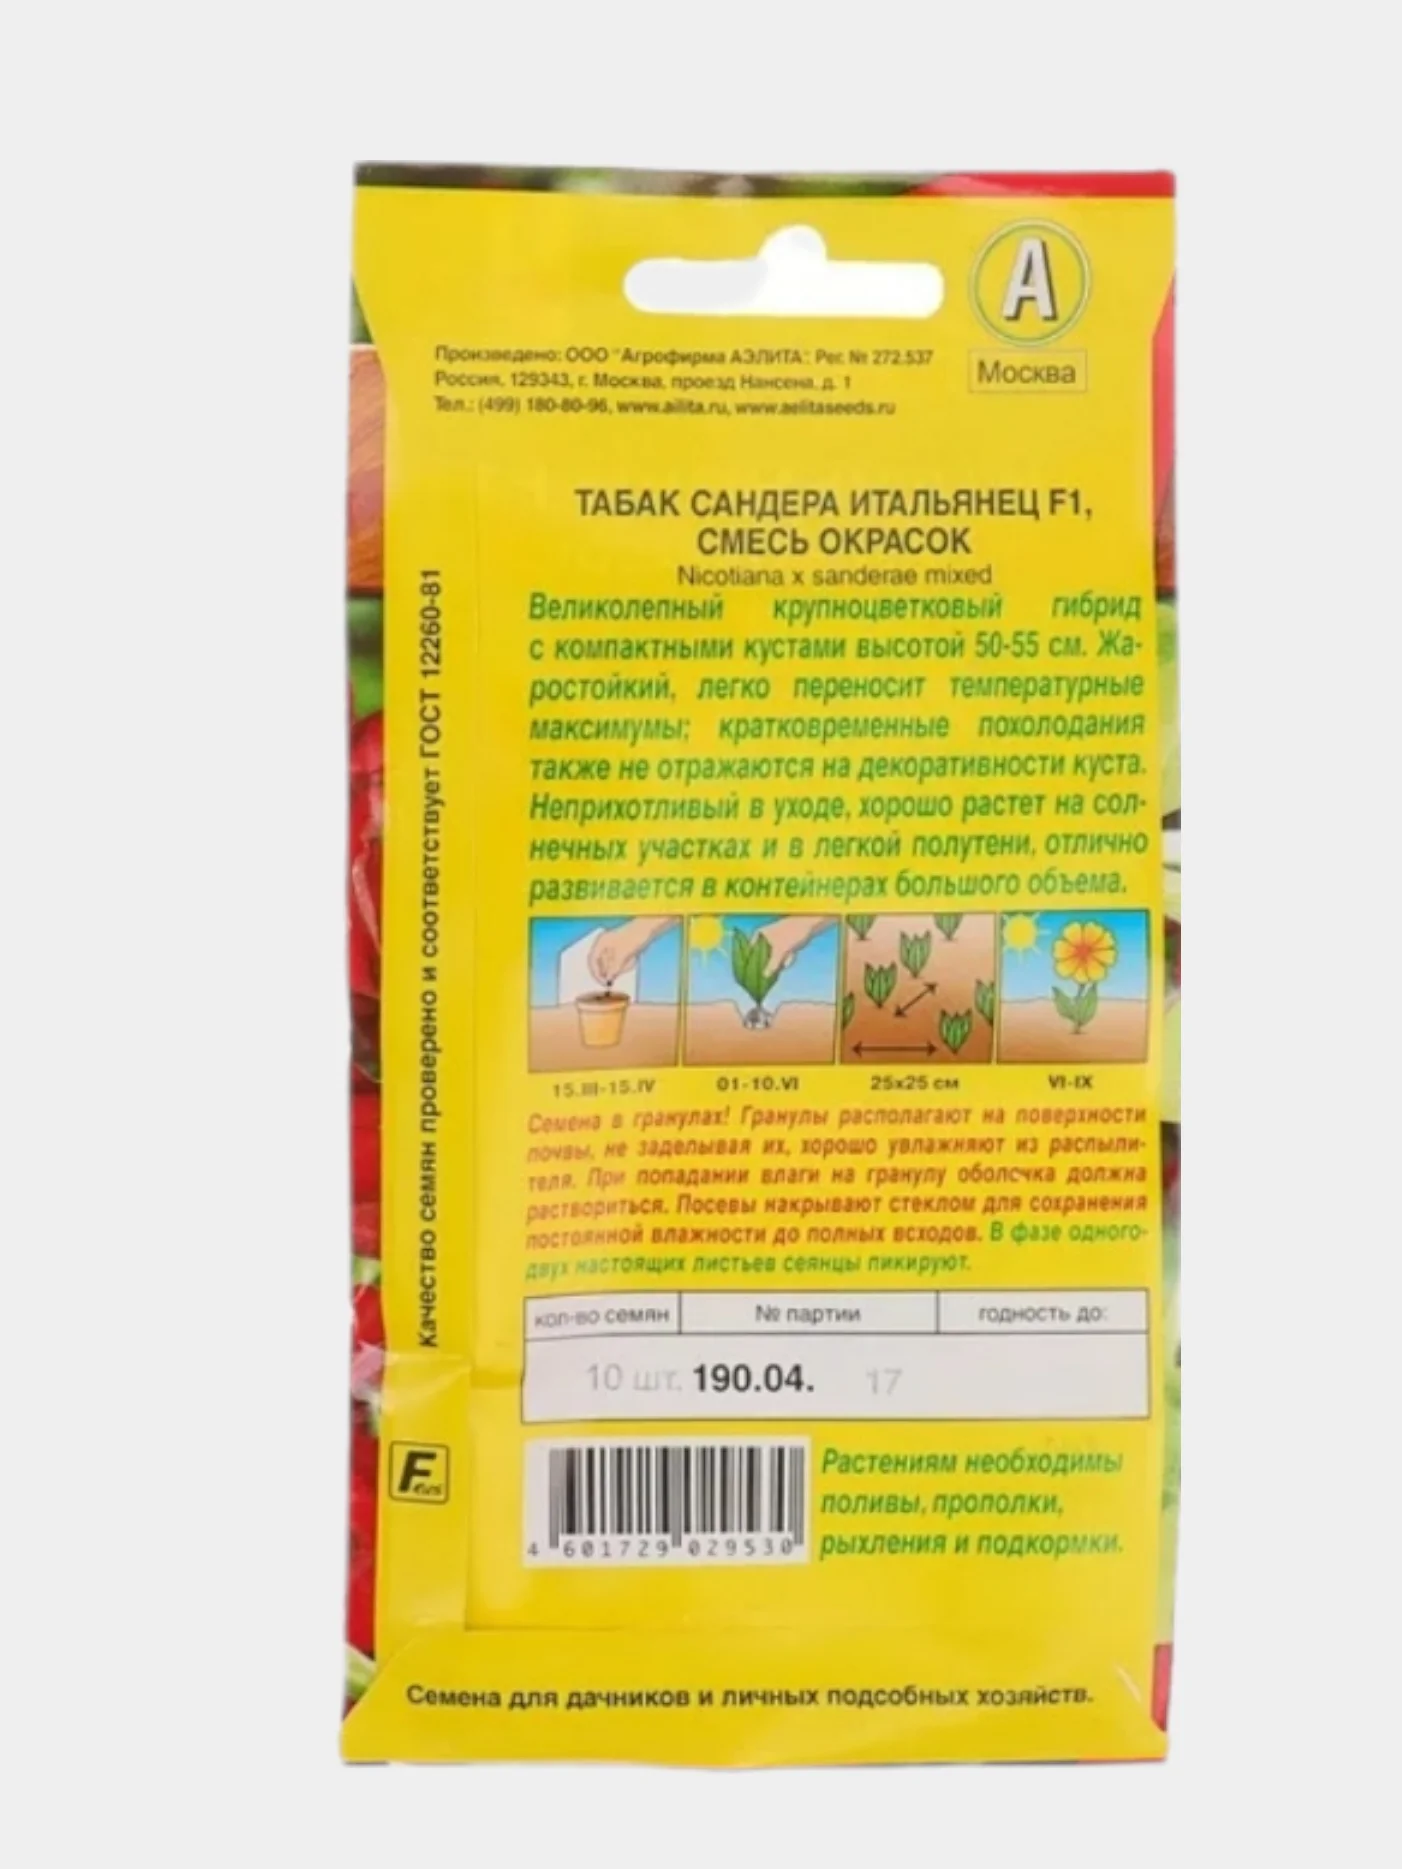 А
Москва
Произведено: ООО "Агрофирма АЭЛИТА". Рег. № 272.537
Россия, 129343, г. Москва, проезд Нансена, д. 1
Тел.: (499) 180-80-96, www.ailita.ru, www.aelitaseeds.ru
ТАБАК САНДЕРА ИТАЛЬЯНЕЦ F1,
СМЕСЬ ОКРАСОК
Nicotiana x sanderae mixed
Великолепный крупноцветковый гибрид
с компактными кустами высотой 50-55 см. Жа-
ростойкий, легко переносит температурные
максимумы; кратковременные похолодания
также не отражаются на декоративности куста.
Неприхотливый в уходе, хорошо растет на сол-
нечных участках и в легкой полутени, отлично
развивается в контейнерах большого объема.
15.III-15.IV 01-10.VI 25x25 см VI-IX
Семена в гранулах! Гранулы располагают на поверхности
почвы, не заделывая их, хорошо увлажняют из распыли-
теля. При попадании влаги на гранулу оболочка должна
раствориться. Посевы накрывают стеклом для сохранения
постоянной влажности до полных всходов. В фазе одного-
двух настоящих листьев сеянцы пикируют.
кол-во семян № партии годность до:
10 шт. 190.04. 17
4 601729 029530
Растениям необходимы
поливы, прополки,
рыхления и подкормки.
Качество семян проверено и соответствует ГОСТ 12260-81
F
Семена для дачников и личных подсобных хозяйств.